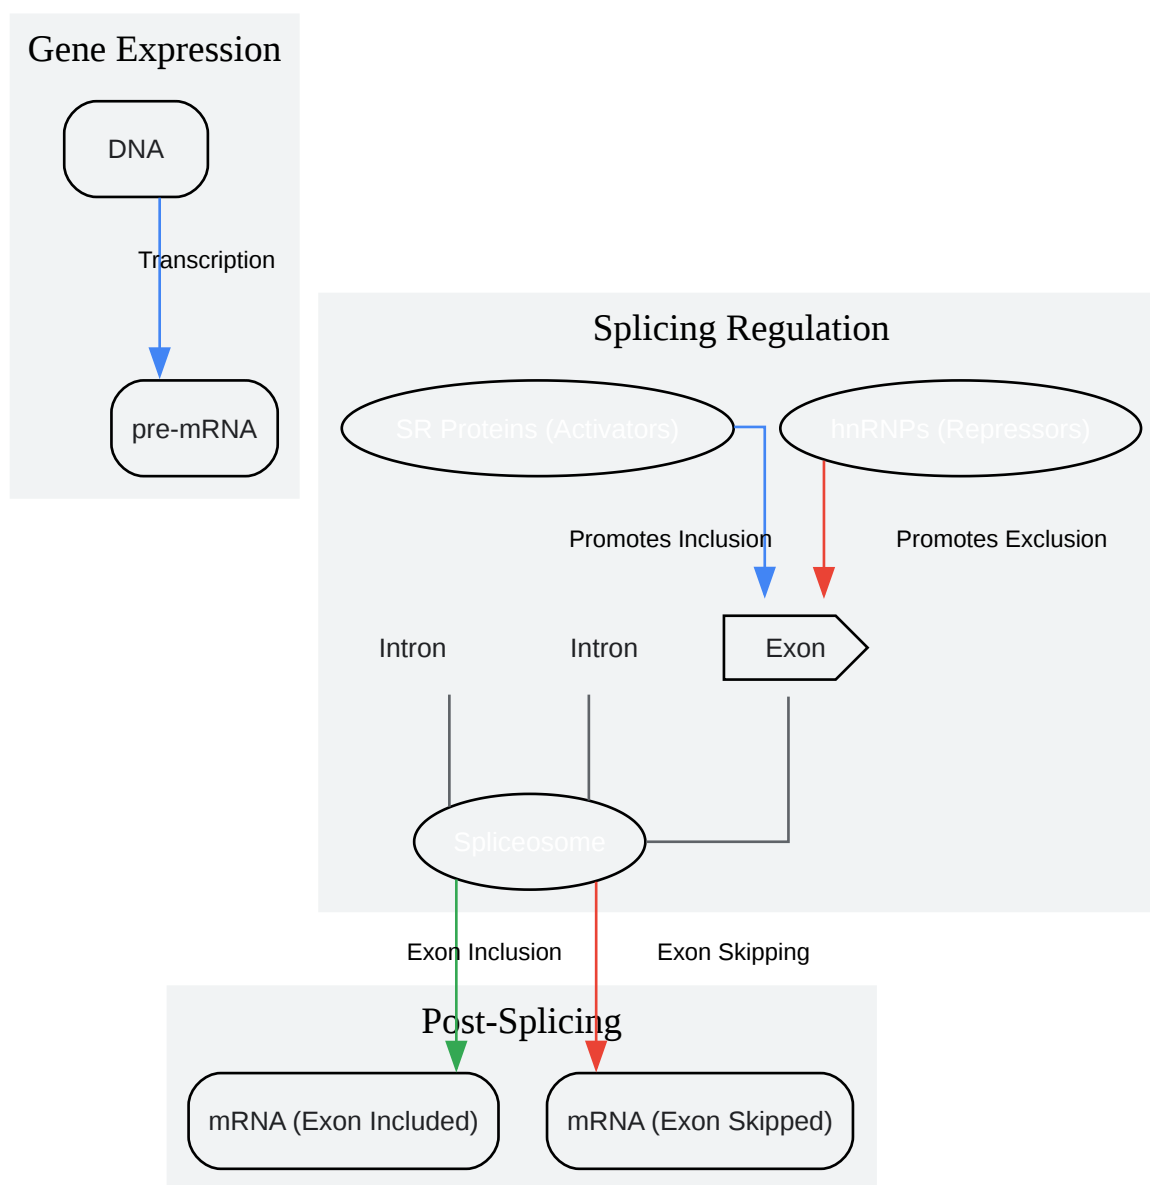 Gene Expression
DNA
Transcription
pre-mRNA
Splicing Regulation
SR Proteins (Activators)
hnRNPs (Repressors)
Promotes Inclusion
Promotes Exclusion
Intron
Intron
Exon
Spliceosome
Exon Inclusion
Exon Skipping
Post-Splicing
mRNA (Exon Included)
mRNA (Exon Skipped)